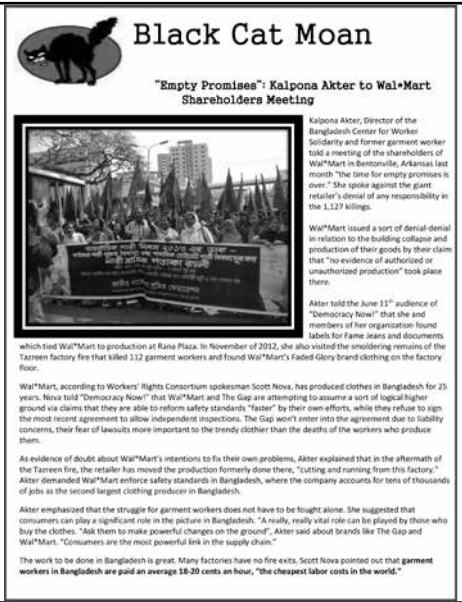 Black Cat Moan
"Empty Promises": Kalpona Akter to Wal*Mart
Shareholders Meeting
Kalpona Akter, Director of the
Bangladesh Center for Worker
Solidarity and former garment worker
told a meeting of the shareholders of
Wal*Mart in Bentonville, Arkansas last
month "the time for empty promises is
over." She spoke against the giant
retailer's denial of any responsibility in
the 1,127 killings.
Wal*Mart issued a sort of denial-denial
in relation to the building collapse and
production of their goods by their claim
that "no evidence of authorized or
unauthorized production" took place
there.
Akter told the June 11th audience of
"Democracy Now!" that she and
members of her organization found
labels for Fame Jeans and documents
which tied Wal*Mart to production at Rana Plaza. In November of 2012, she also visited the smoldering remains of the
Tazreen factory fire that killed 112 garment workers and found Wal*Mart's Faded Glory brand clothing on the factory
floor.
Wal*Mart, according to Workers' Rights Consortium spokesman Scott Nova, has produced clothes in Bangladesh for 25
years. Nova told "Democracy Now!" that Wal*Mart and The Gap are attempting to assume a sort of logical higher
ground via claims that they are able to reform safety standards "faster" by their own efforts, while they refuse to sign
the most recent agreement to allow independent inspections. The Gap won't enter into the agreement due to liability
concerns, their fear of lawsuits more important to the trendy clothier than the deaths of the workers who produce
them.
As evidence of doubt about Wal*Mart's intentions to fix their own problems, Akter explained that in the aftermath of
the Tazreen fire, the retailer has moved the production formerly done there, "cutting and running from this factory."
Akter demanded Wal*Mart enforce safety standards in Bangladesh, where the company accounts for tens of thousands
of jobs as the second largest clothing producer in Bangladesh.
Akter emphasized that the struggle for garment workers does not have to be fought alone. She suggested that
consumers can play a significant role in the picture in Bangladesh. "A really, really vital role can be played by those who
buy the clothes. "Ask them to make powerful changes on the ground", Akter said about brands like The Gap and
Wal*Mart. "Consumers are the most powerful link in the supply chain."
The work to be done in Bangladesh is great. Many factories have no fire exits. Scott Nova pointed out that garment
workers in Bangladesh are paid an average 18-20 cents an hour, "the cheapest labor costs in the world."